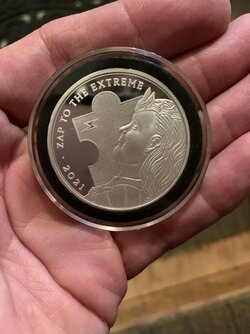 ZAP TO THE EXTREME
· 2021